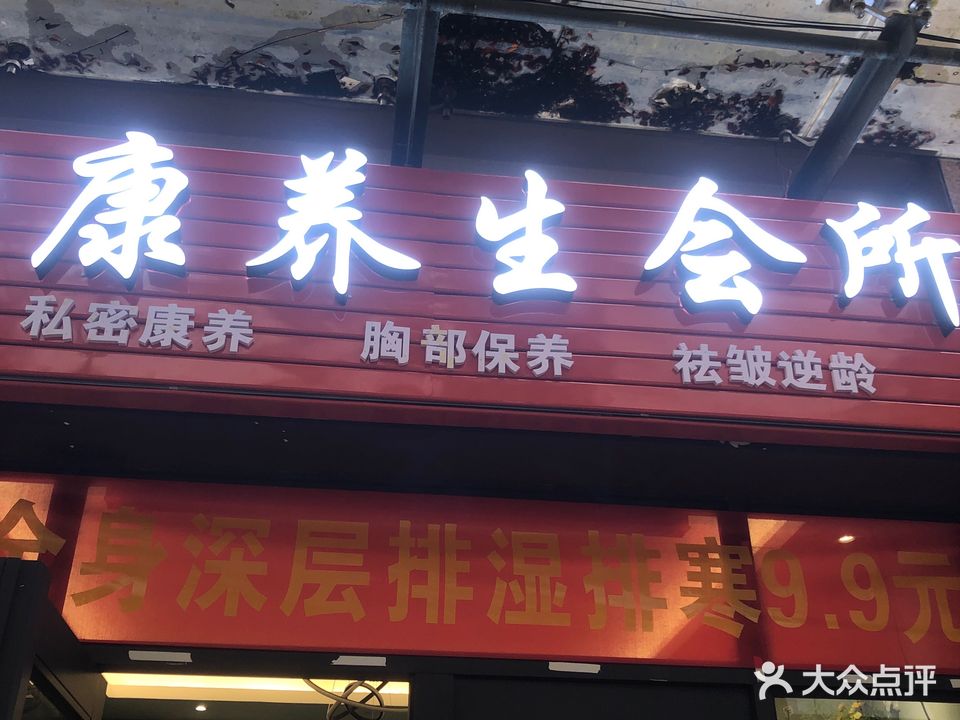 康养生会所
私密康养 胸部保养 祛皱逆龄
全身深层排湿排寒9.9元
大众点评